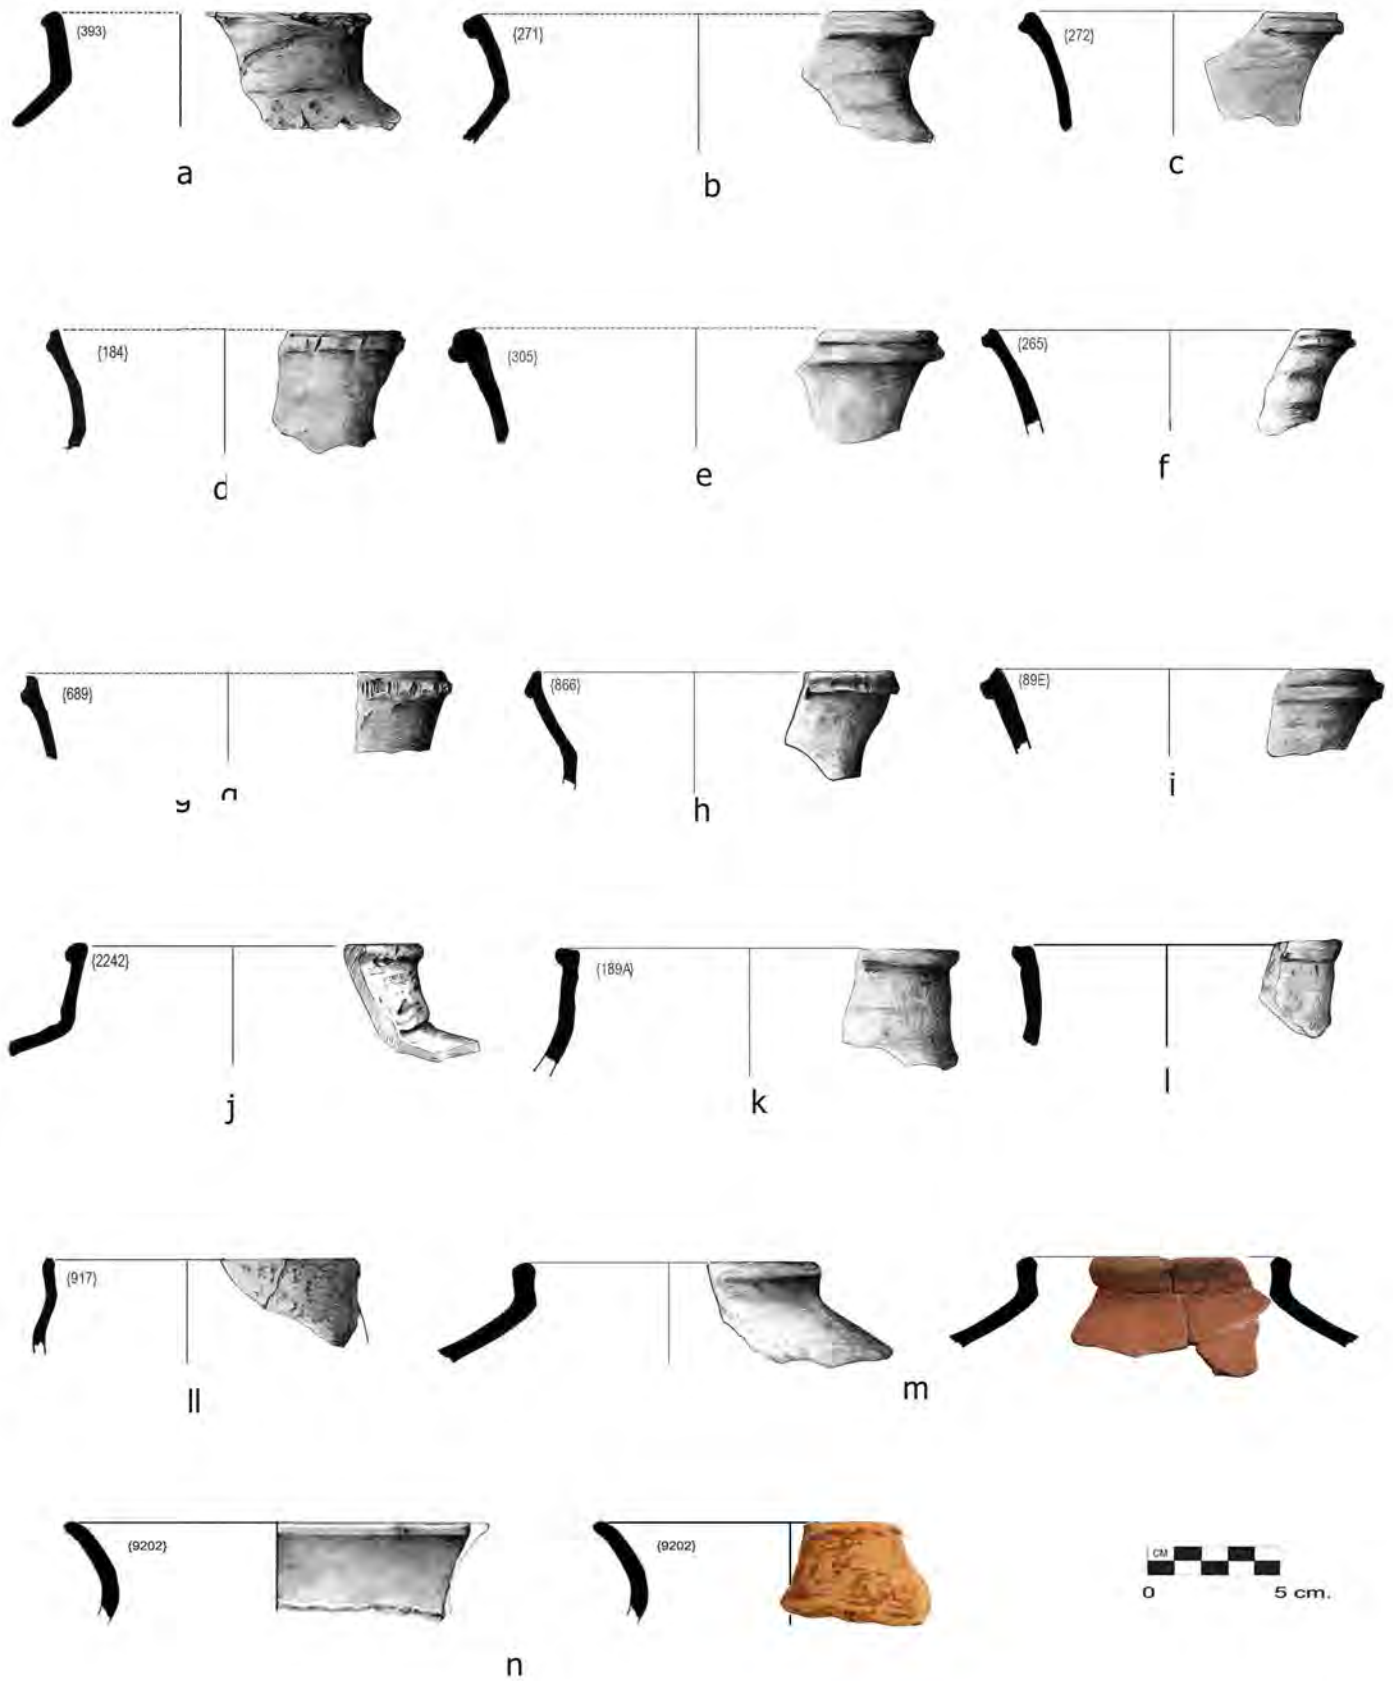 {393}
{271}
{272}
a
b
c
{184}
{305}
{265}
d
e
f
{689}
{866}
{89E}
g g
h
i
{2242}
{189A}
j
k
l
{917}
ll
m
{9202}
{9202}
CM
0 5 cm.
n